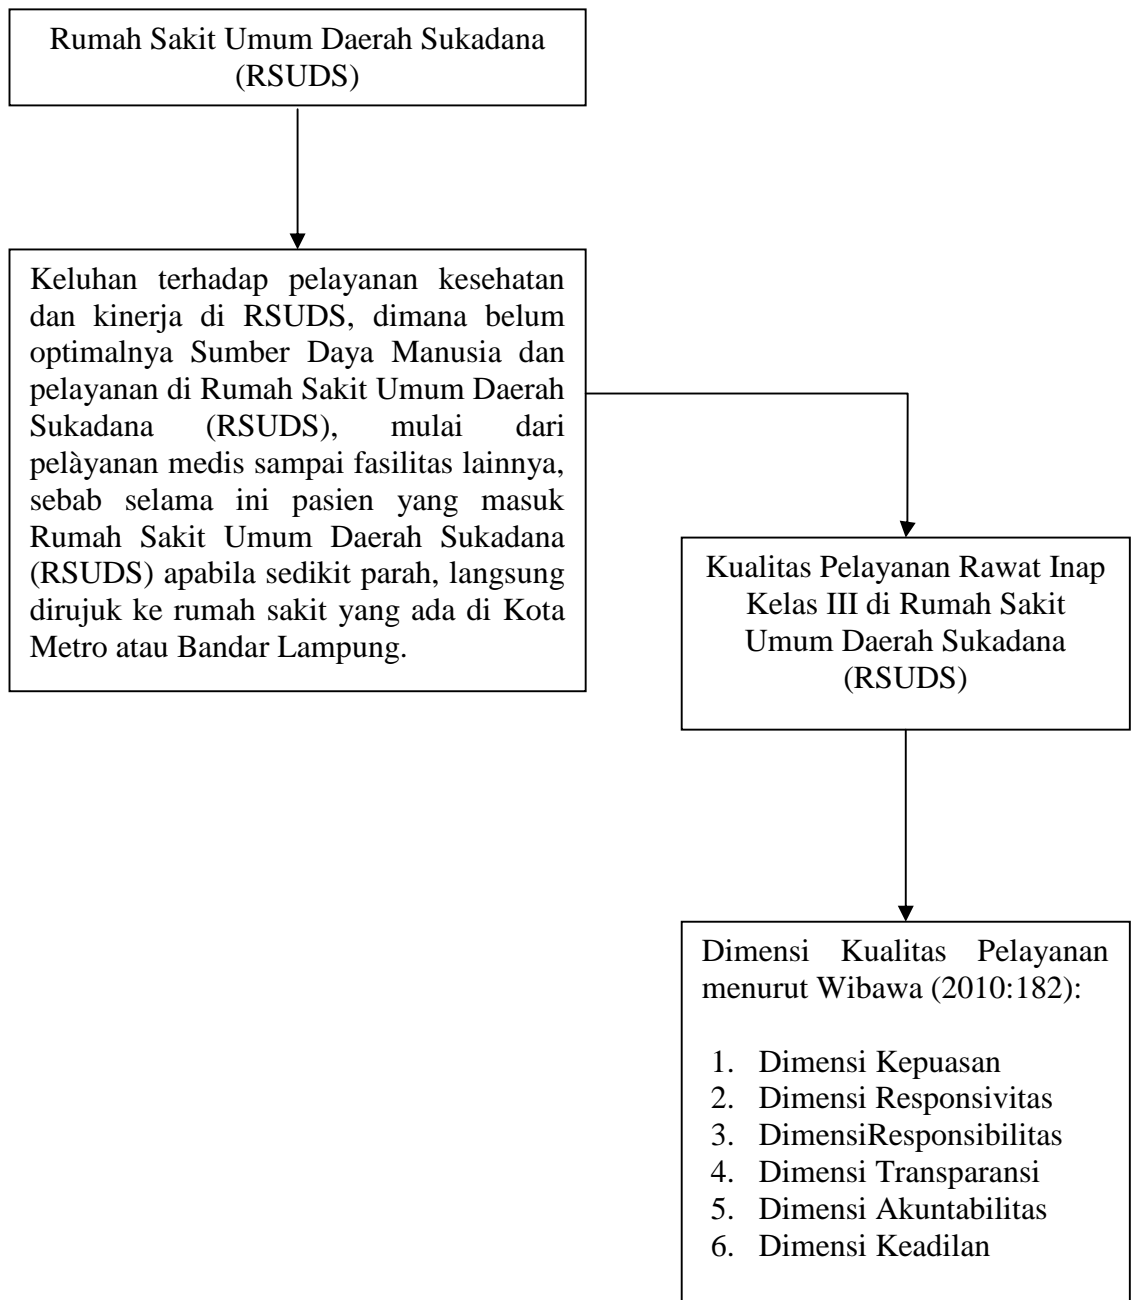 Rumah Sakit Umum Daerah Sukadana
(RSUDS)
Keluhan terhadap pelayanan kesehatan
dan kinerja di RSUDS, dimana belum
optimalnya Sumber Daya Manusia dan
pelayanan di Rumah Sakit Umum Daerah
Sukadana (RSUDS), mulai dari
pelàyanan medis sampai fasilitas lainnya,
sebab selama ini pasien yang masuk
Rumah Sakit Umum Daerah Sukadana
(RSUDS) apabila sedikit parah, langsung
dirujuk ke rumah sakit yang ada di Kota
Metro atau Bandar Lampung.
Kualitas Pelayanan Rawat Inap
Kelas III di Rumah Sakit
Umum Daerah Sukadana
(RSUDS)
Dimensi Kualitas Pelayanan
menurut Wibawa (2010:182):
1. Dimensi Kepuasan
2. Dimensi Responsivitas
3. DimensiResponsibilitas
4. Dimensi Transparansi
5. Dimensi Akuntabilitas
6. Dimensi Keadilan